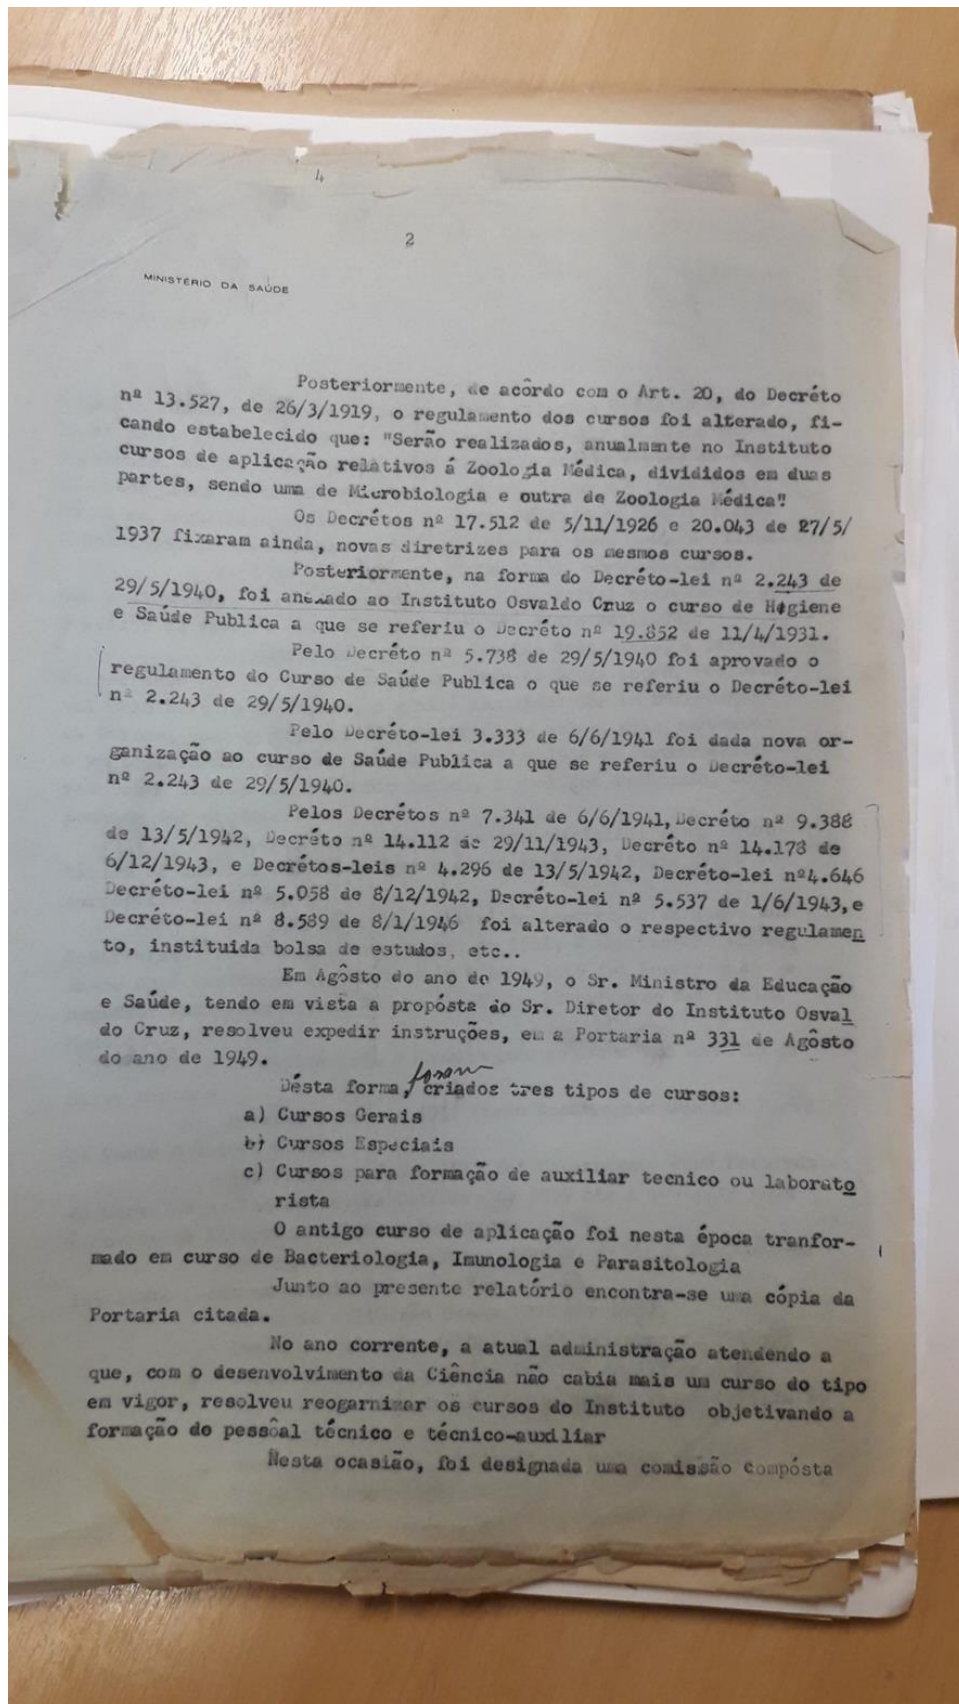 4
2
MINISTÉRIO DA SAÚDE
Posteriormente, de acôrdo com o Art. 20, do Decréto
nº 13.527, de 26/3/1919, o regulamento dos cursos foi alterado, fi-
cando estabelecido que: "Serão realizados, anualmnte no Instituto
cursos de aplicação relativos á Zoologia Médica, divididos em duas
partes, sendo uma de Microbiologia e outra de Zoologia Médica"!
Os Decrétos nº 17.512 de 5/11/1926 e 20.043 de 27/5/
1937 fixaram ainda, novas diretrizes para os mesmos cursos.
Posteriormente, na forma do Decréto-lei nº 2.243 de
29/5/1940, foi anexado ao Instituto Osvaldo Cruz o curso de Higiene
e Saúde Publica a que se referiu o Decréto nº 19.852 de 11/4/1931.
Pelo Decréto nº 5.738 de 29/5/1940 foi aprovado o
regulamento do Curso de Saúde Publica o que se referiu o Decréto-lei
nº 2.243 de 29/5/1940.
Pelo Decréto-lei 3.333 de 6/6/1941 foi dada nova or-
ganização ao curso de Saúde Publica a que se referiu o Decréto-lei
nº 2.243 de 29/5/1940.
Pelos Decrétos nº 7.341 de 6/6/1941, Decréto nº 9.388
de 13/5/1942, Decréto nº 14.112 de 29/11/1943, Decréto nº 14.178 de
6/12/1943, e Decrétos-leis nº 4.296 de 13/5/1942, Decréto-lei nº4.646
Decréto-lei nº 5.058 de 8/12/1942, Decréto-lei nº 5.537 de 1/6/1943, e
Decréto-lei nº 8.589 de 8/1/1946 foi alterado o respectivo regulamen
to, instituida bolsa de estudos, etc..
Em Agôsto do ano de 1949, o Sr. Ministro da Educação
e Saúde, tendo em vista a propósta do Sr. Diretor do Instituto Osval
do Cruz, resolveu expedir instruções, em a Portaria nº 331 de Agôsto
do ano de 1949.
Désta forma, foram criados tres tipos de cursos:
a) Cursos Gerais
b) Cursos Especiais
c) Cursos para formação de auxiliar tecnico ou laborato
rista
O antigo curso de aplicação foi nesta época tranfor-
mado em curso de Bacteriologia, Imunologia e Parasitologia
Junto ao presente relatório encontra-se uma cópia da
Portaria citada.
No ano corrente, a atual administração atendendo a
que, com o desenvolvimento da Ciência não cabia mais um curso do tipo
em vigor, resolveu reogarnizar os cursos do Instituto objetivando a
formação do pessôal técnico e técnico-auxiliar
Nesta ocasião, foi designada uma comissão compósta